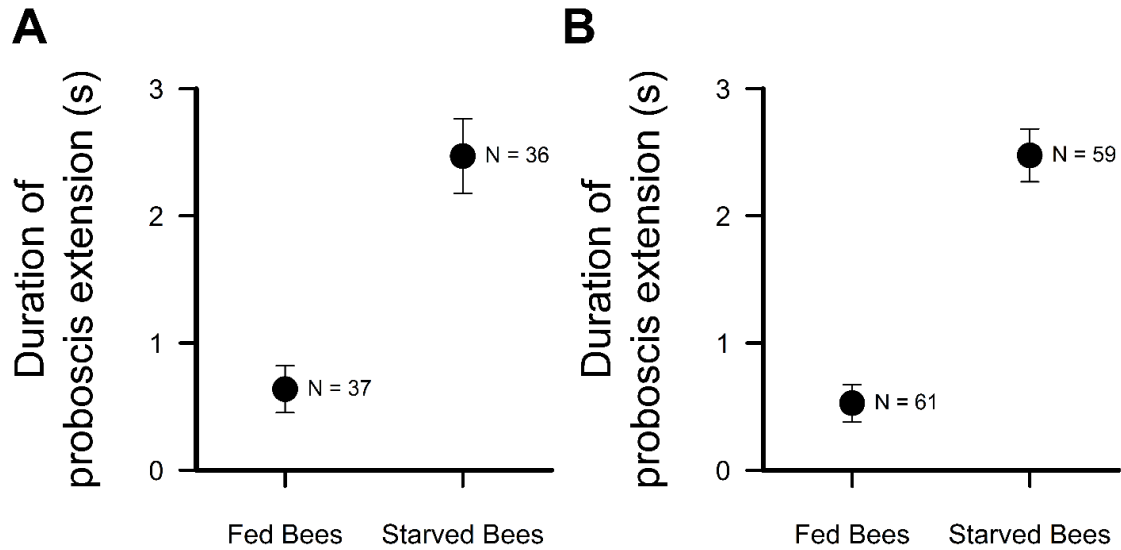 A
Duration of
proboscis extension (s)
3
2
1
0
N = 37
N = 36
Fed Bees
Starved Bees
B
Duration of
proboscis extension (s)
3
2
1
0
N = 61
N = 59
Fed Bees
Starved Bees